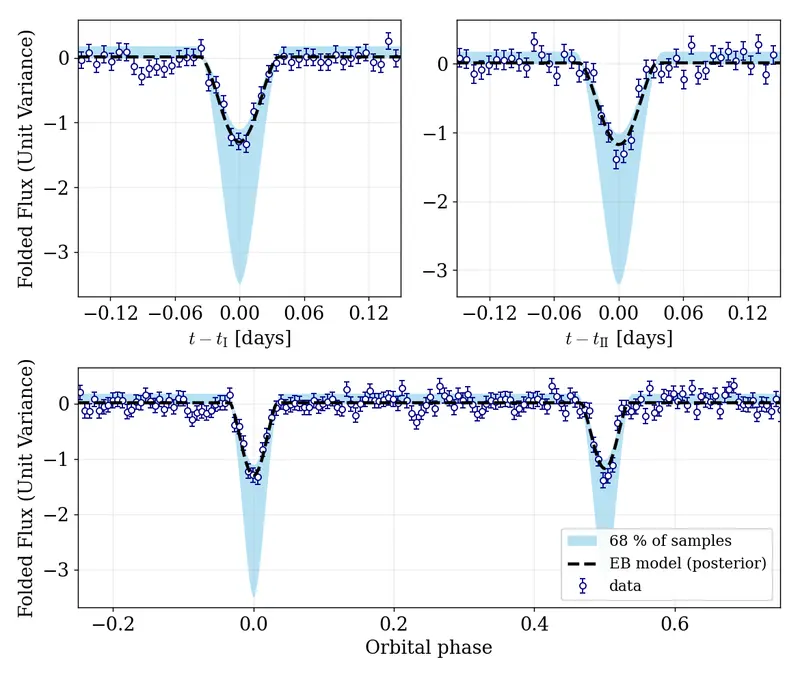 Folded Flux (Unit Variance)
0
−1
−2
−3
−0.12 −0.06 0.00 0.06 0.12
t − tI [days]
0
−1
−2
−3
−0.12 −0.06 0.00 0.06 0.12
t − tII [days]
Folded Flux (Unit Variance)
0
−1
−2
−3
68 % of samples
EB model (posterior)
data
−0.2 0.0 0.2 0.4 0.6
Orbital phase